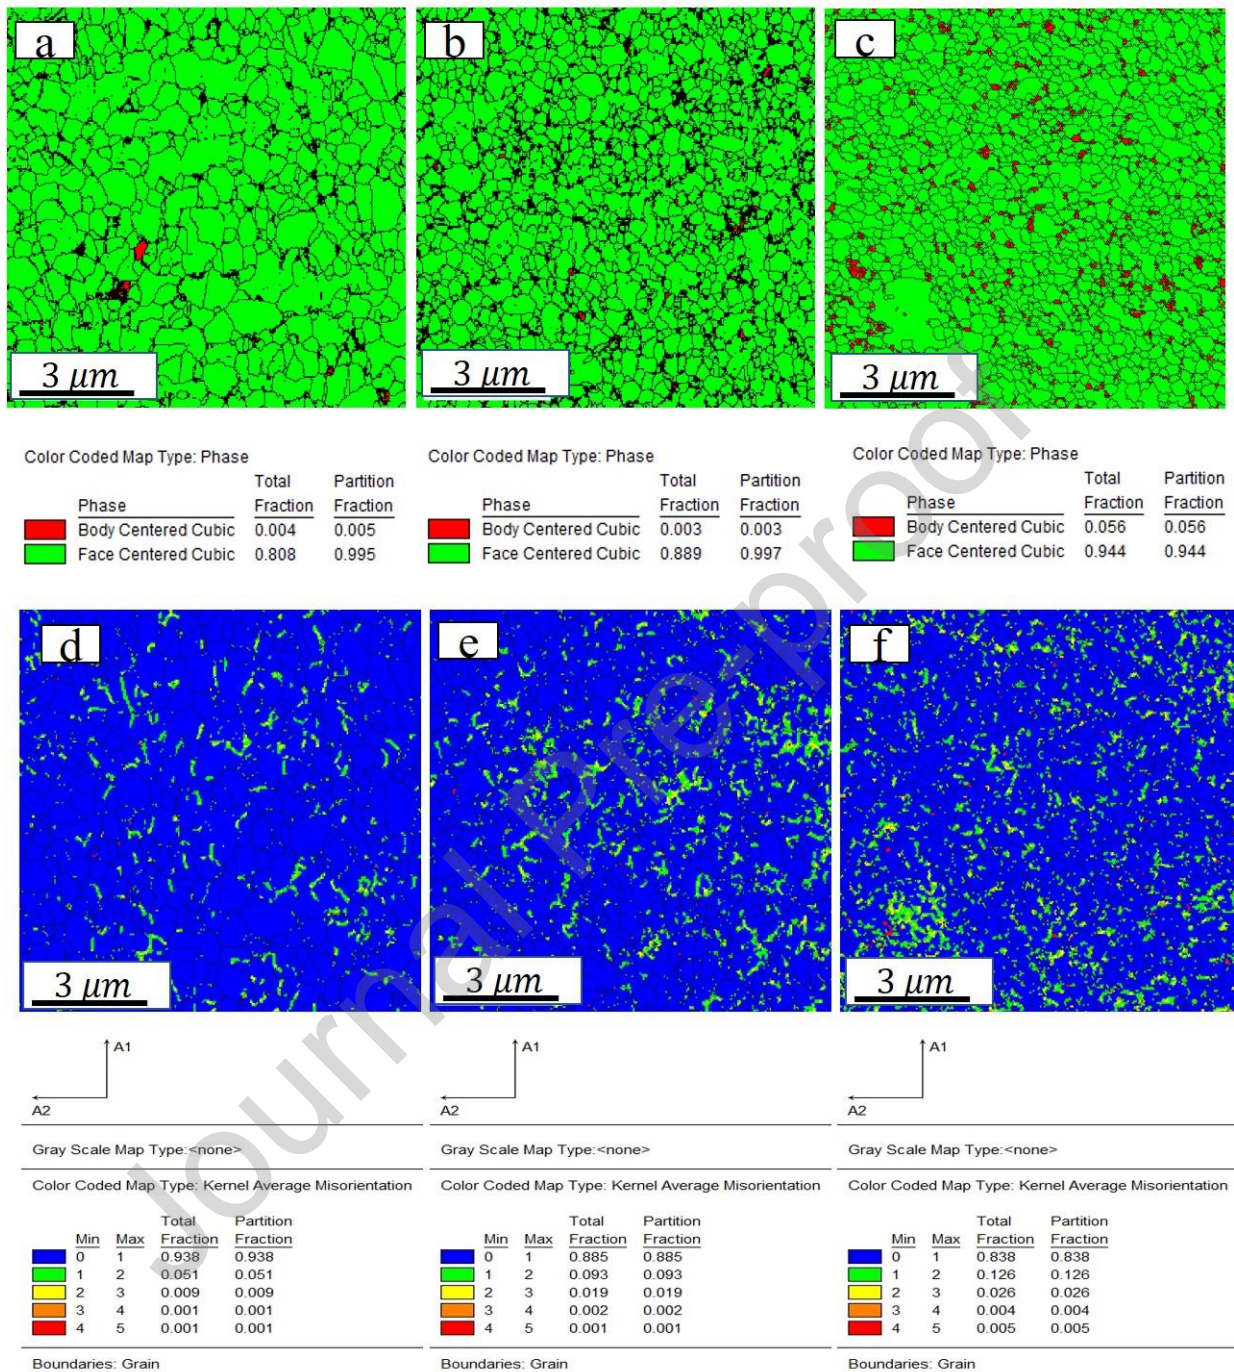 a
b
c
3 μm
3 μm
3 μm
Color Coded Map Type: Phase
Total Partition
Phase Fraction Fraction
Body Centered Cubic 0.004 0.005
Face Centered Cubic 0.808 0.995
Color Coded Map Type: Phase
Total Partition
Phase Fraction Fraction
Body Centered Cubic 0.003 0.003
Face Centered Cubic 0.889 0.997
Color Coded Map Type: Phase
Total Partition
Phase Fraction Fraction
Body Centered Cubic 0.056 0.056
Face Centered Cubic 0.944 0.944
d
e
f
3 μm
3 μm
3 μm
A1
A2
A1
A2
A1
A2
Gray Scale Map Type:<none>
Color Coded Map Type: Kernel Average Misorientation
Total Partition
Min Max Fraction Fraction
0 1 0.938 0.938
1 2 0.051 0.051
2 3 0.009 0.009
3 4 0.001 0.001
4 5 0.001 0.001
Boundaries: Grain
Gray Scale Map Type:<none>
Color Coded Map Type: Kernel Average Misorientation
Total Partition
Min Max Fraction Fraction
0 1 0.885 0.885
1 2 0.093 0.093
2 3 0.019 0.019
3 4 0.002 0.002
4 5 0.001 0.001
Boundaries: Grain
Gray Scale Map Type:<none>
Color Coded Map Type: Kernel Average Misorientation
Total Partition
Min Max Fraction Fraction
0 1 0.838 0.838
1 2 0.126 0.126
2 3 0.026 0.026
3 4 0.004 0.004
4 5 0.005 0.005
Boundaries: Grain
Journal Pre-proof